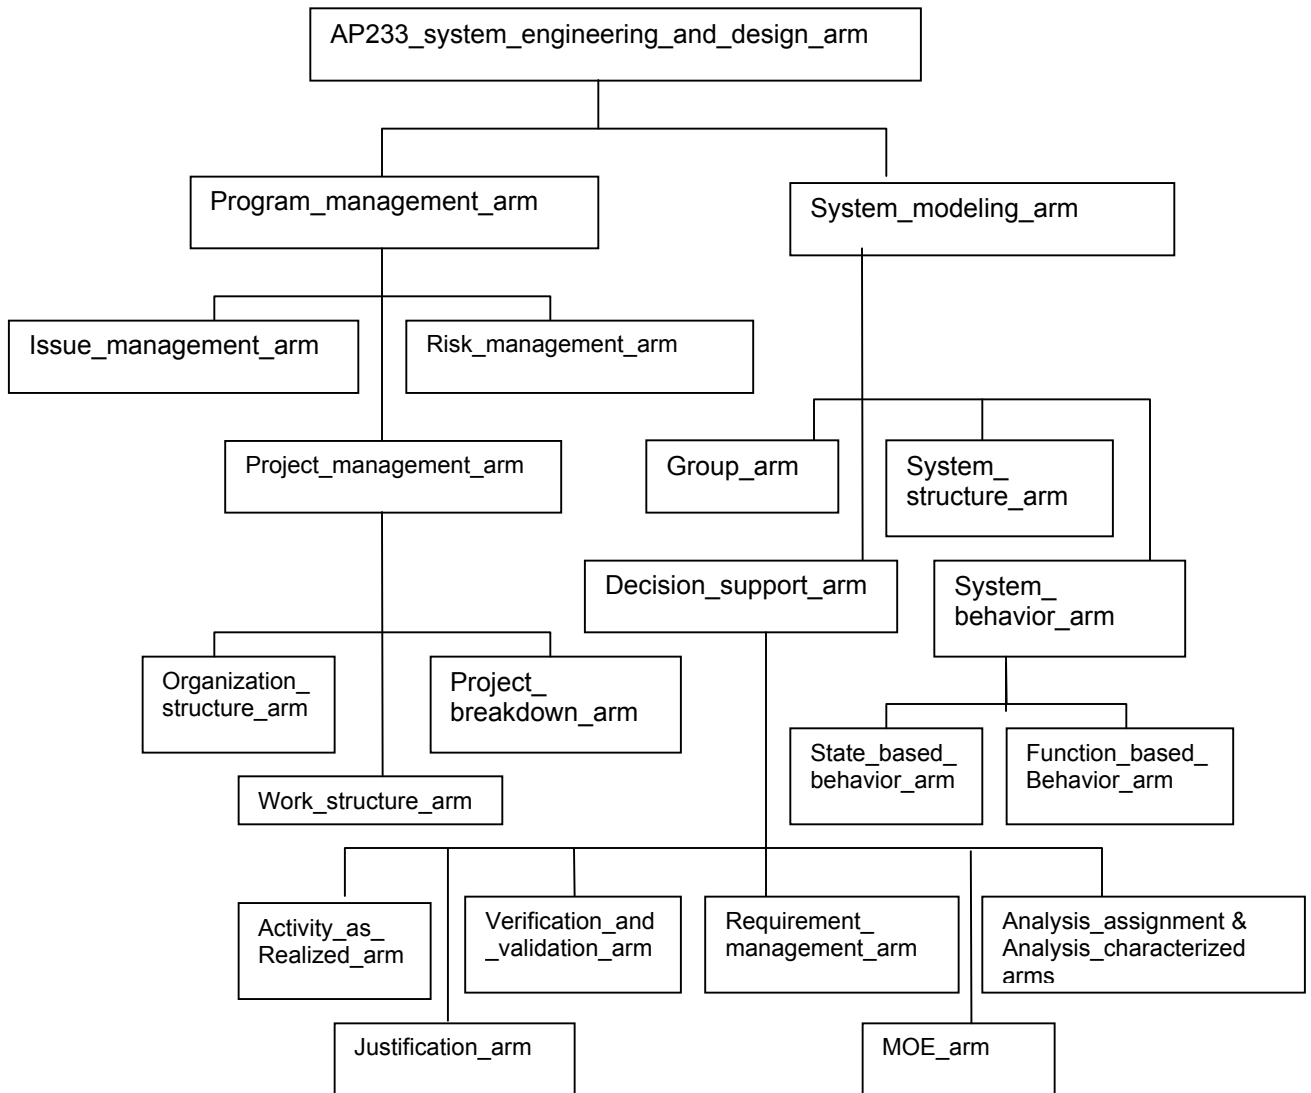 AP233_system_engineering_and_design_arm
Program_management_arm
System_modeling_arm
Issue_management_arm
Risk_management_arm
Project_management_arm
Group_arm
System_
structure_arm
Decision_support_arm
System_
behavior_arm
Organization_
structure_arm
Project_
breakdown_arm
State_based_
behavior_arm
Function_based_
Behavior_arm
Work_structure_arm
Activity_as_
Realized_arm
Verification_and
_validation_arm
Requirement_
management_arm
Analysis_assignment &
Analysis_characterized
arms
Justification_arm
MOE_arm